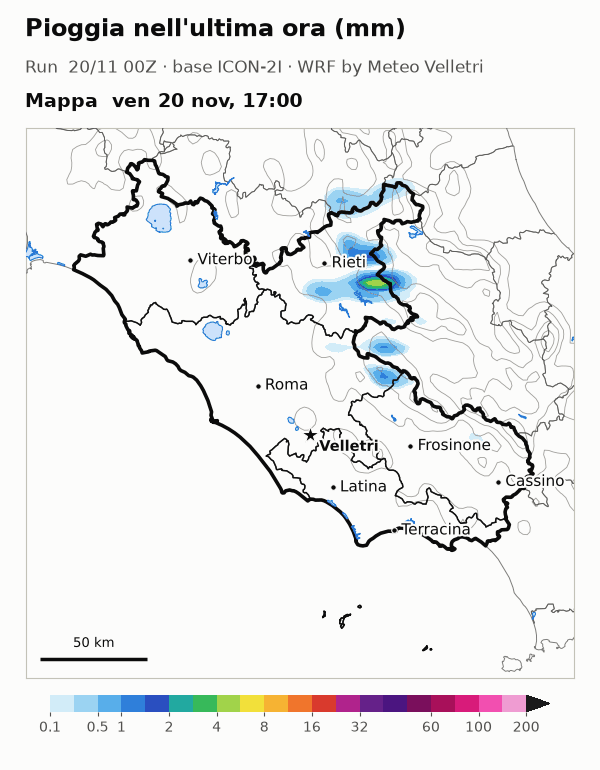 Pioggia nell'ultima ora (mm)
Run 20/11 00Z · base ICON-2I · WRF by Meteo Velletri
Mappa ven 20 nov, 17:00
Viterbo
Rieti
Roma
Velletri
Frosinone
Latina
Cassino
Terracina
50 km
0.1 0.5 1 2 4 8 16 32 60 100 200